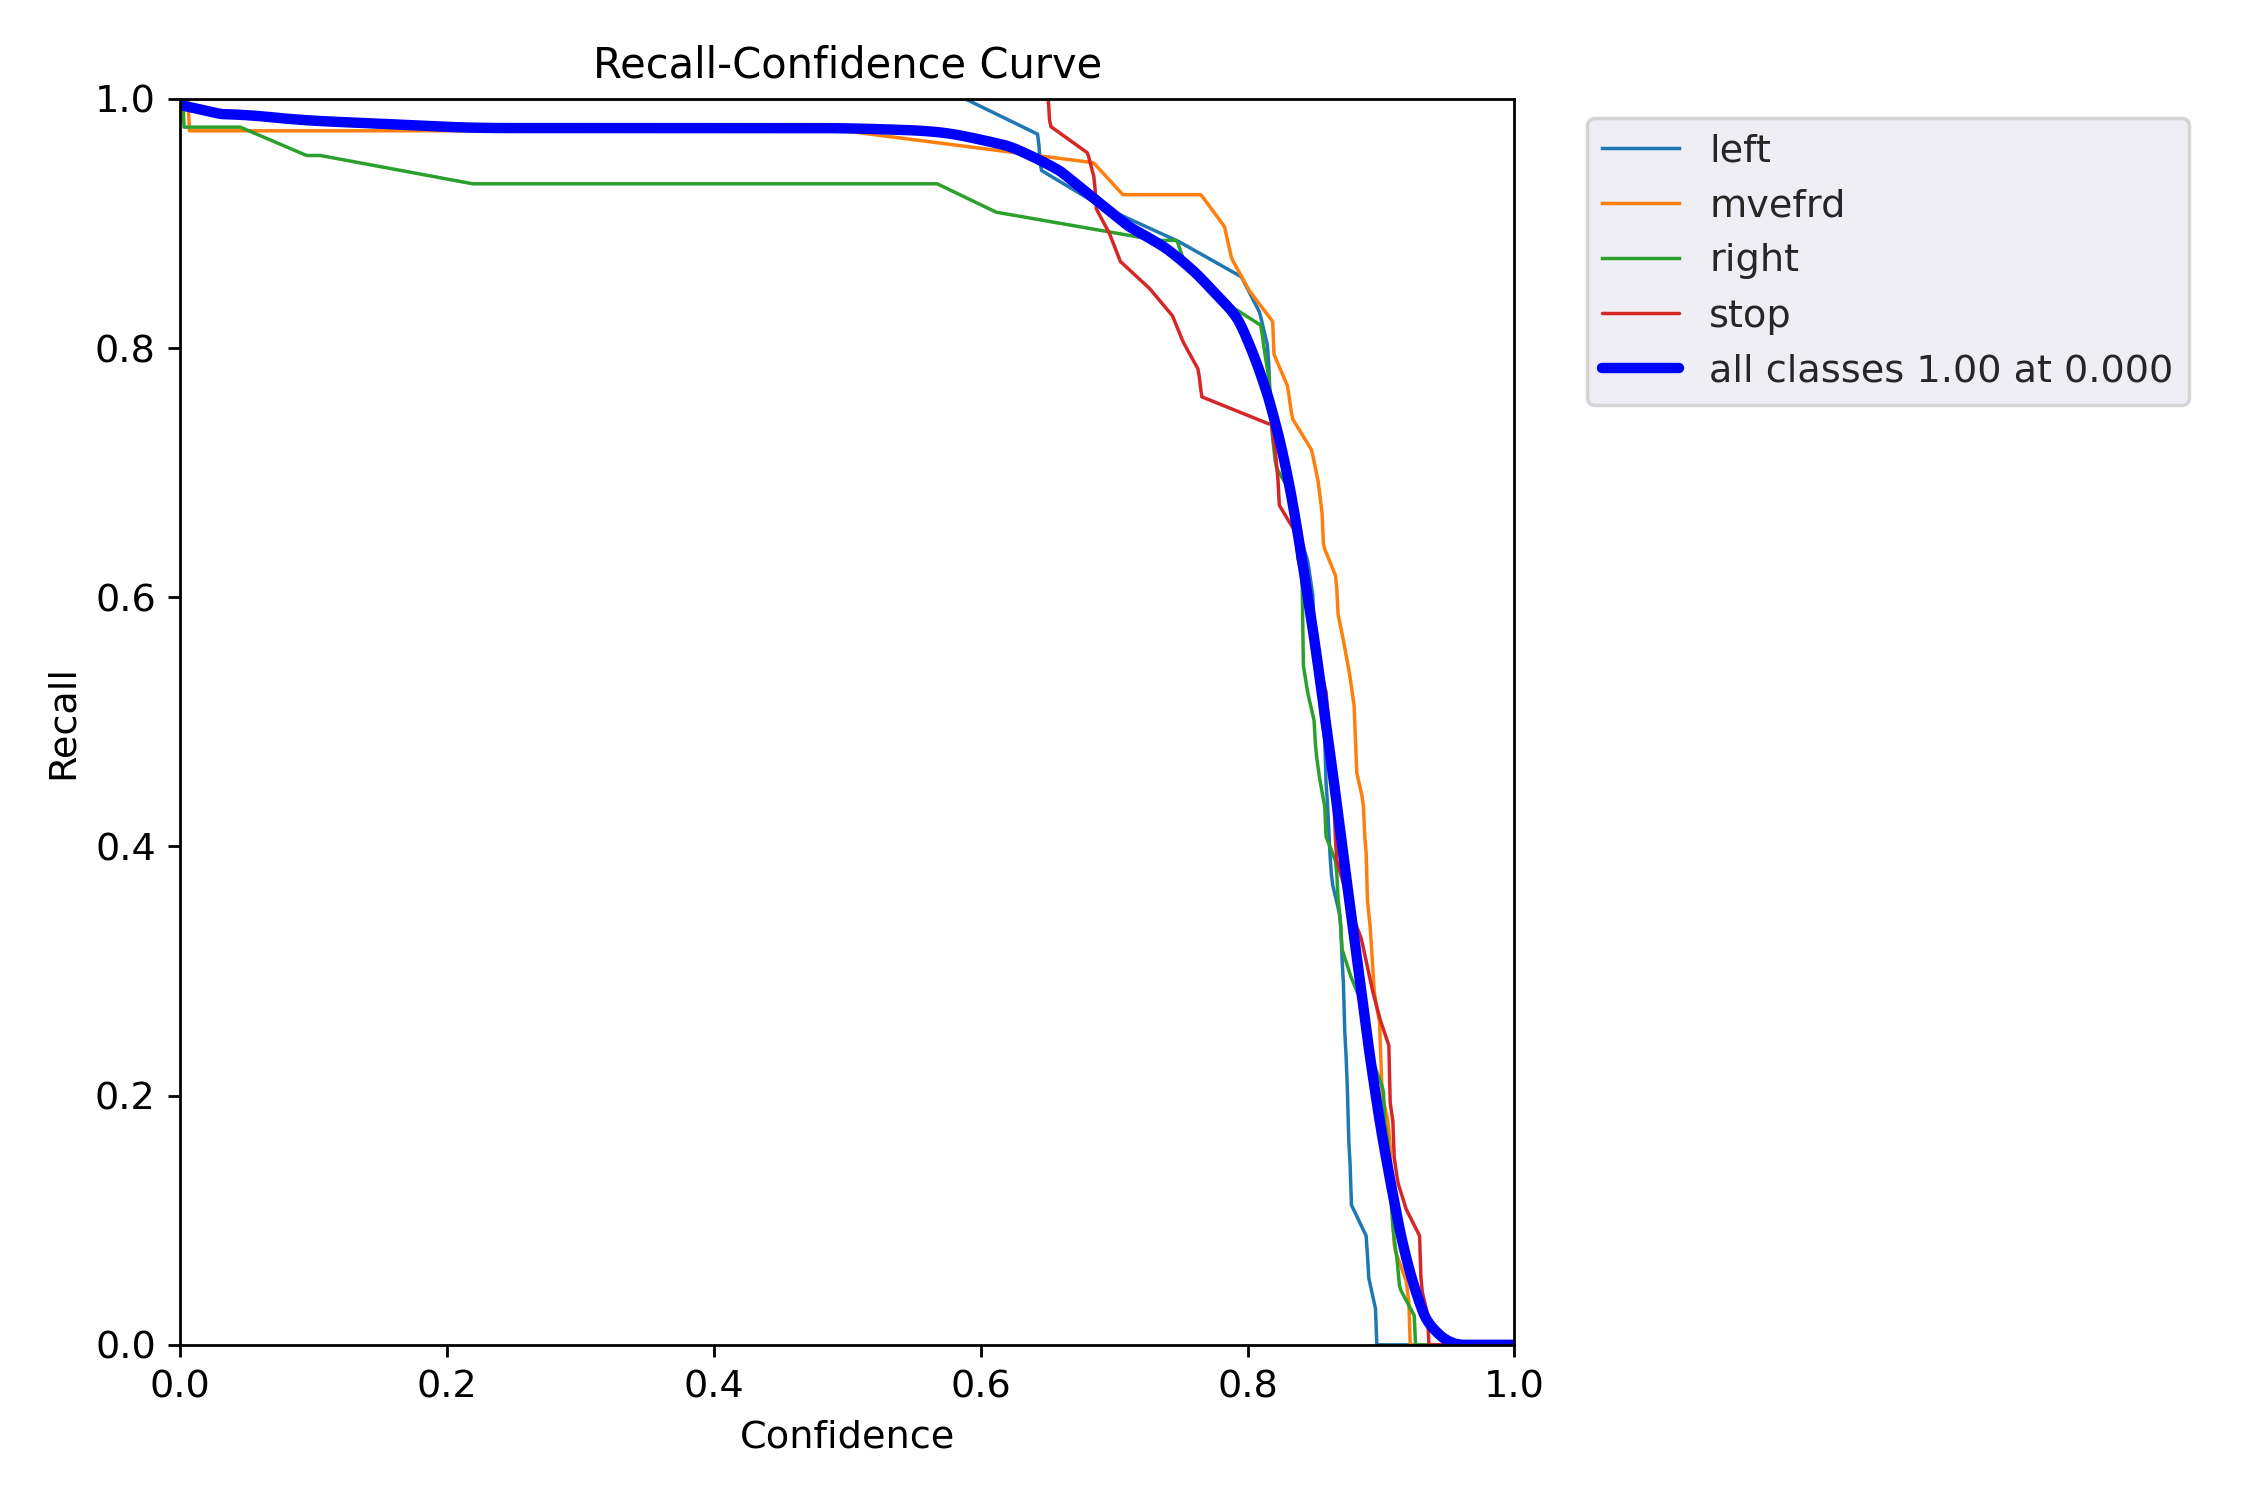 Recall-Confidence Curve
1.0
0.8
0.6
0.4
0.2
0.0
Recall
0.0 0.2 0.4 0.6 0.8 1.0
Confidence
left
mvefrd
right
stop
all classes 1.00 at 0.000